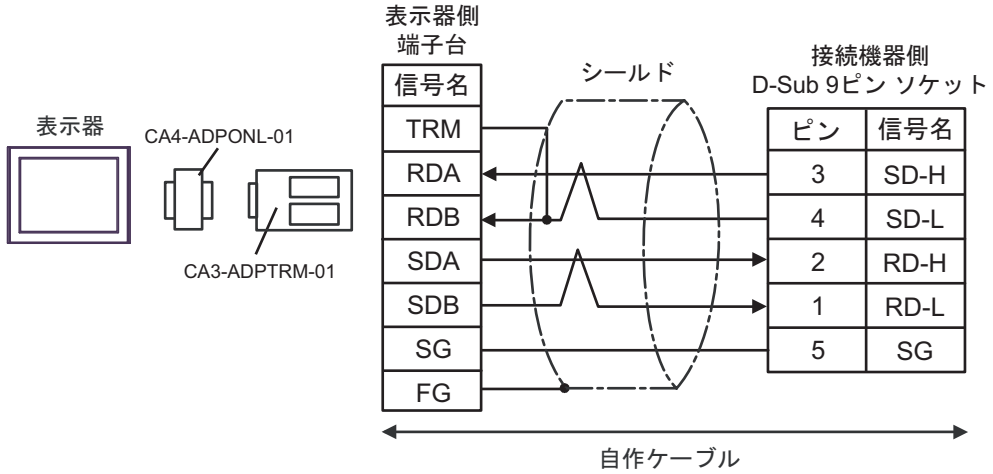 表示器
CA4-ADPONL-01
CA3-ADPTRM-01
表示器側
端子台
信号名
TRM
RDA
RDB
SDA
SDB
SG
FG
シールド
接続機器側
D-Sub 9ピン ソケット
ピン 信号名
3 SD-H
4 SD-L
2 RD-H
1 RD-L
5 SG
自作ケーブル